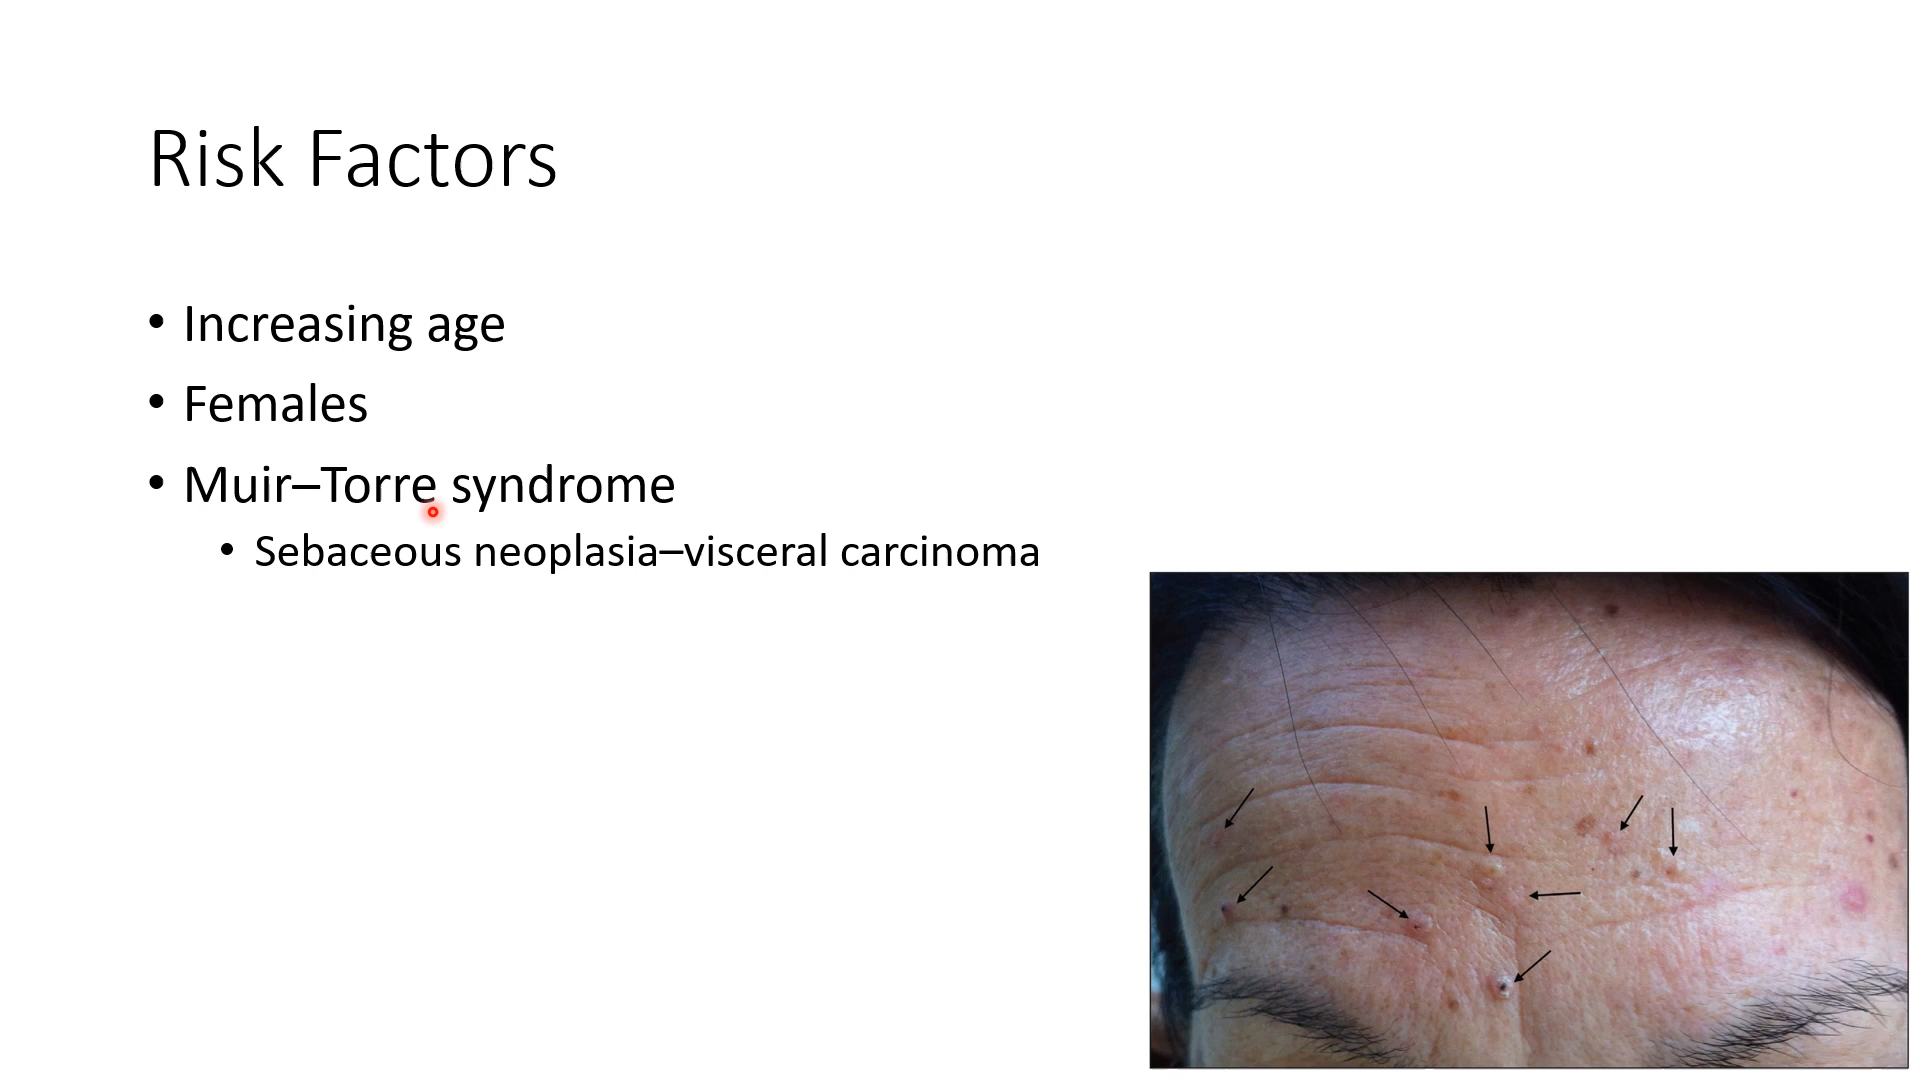 Risk Factors
• Increasing age
• Females
• Muir–Torre syndrome
• Sebaceous neoplasia–visceral carcinoma